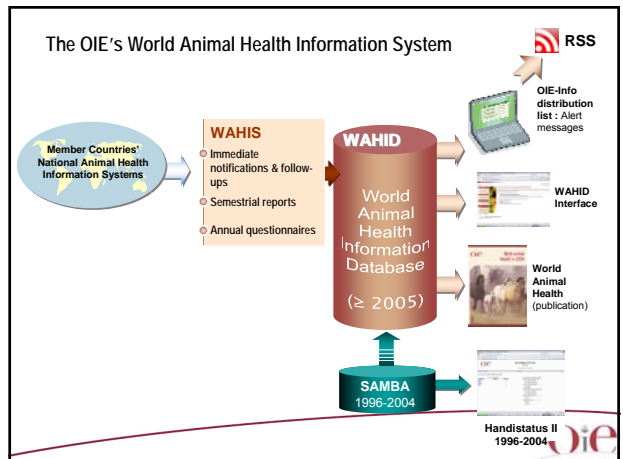 The OIE's World Animal Health Information System
RSS
OIE-Info
distribution
list : Alert
messages
Member Countries'
National Animal Health
Information Systems
WAHIS
Immediate
notifications & follow-
ups
Semestrial reports
Annual questionnaires
WAHID
World
Animal
Health
Information
Database
(≥ 2005)
WAHID
Interface
World
Animal
Health
(publication)
SAMBA
1996-2004
Handistatus II
1996-2004
Oie